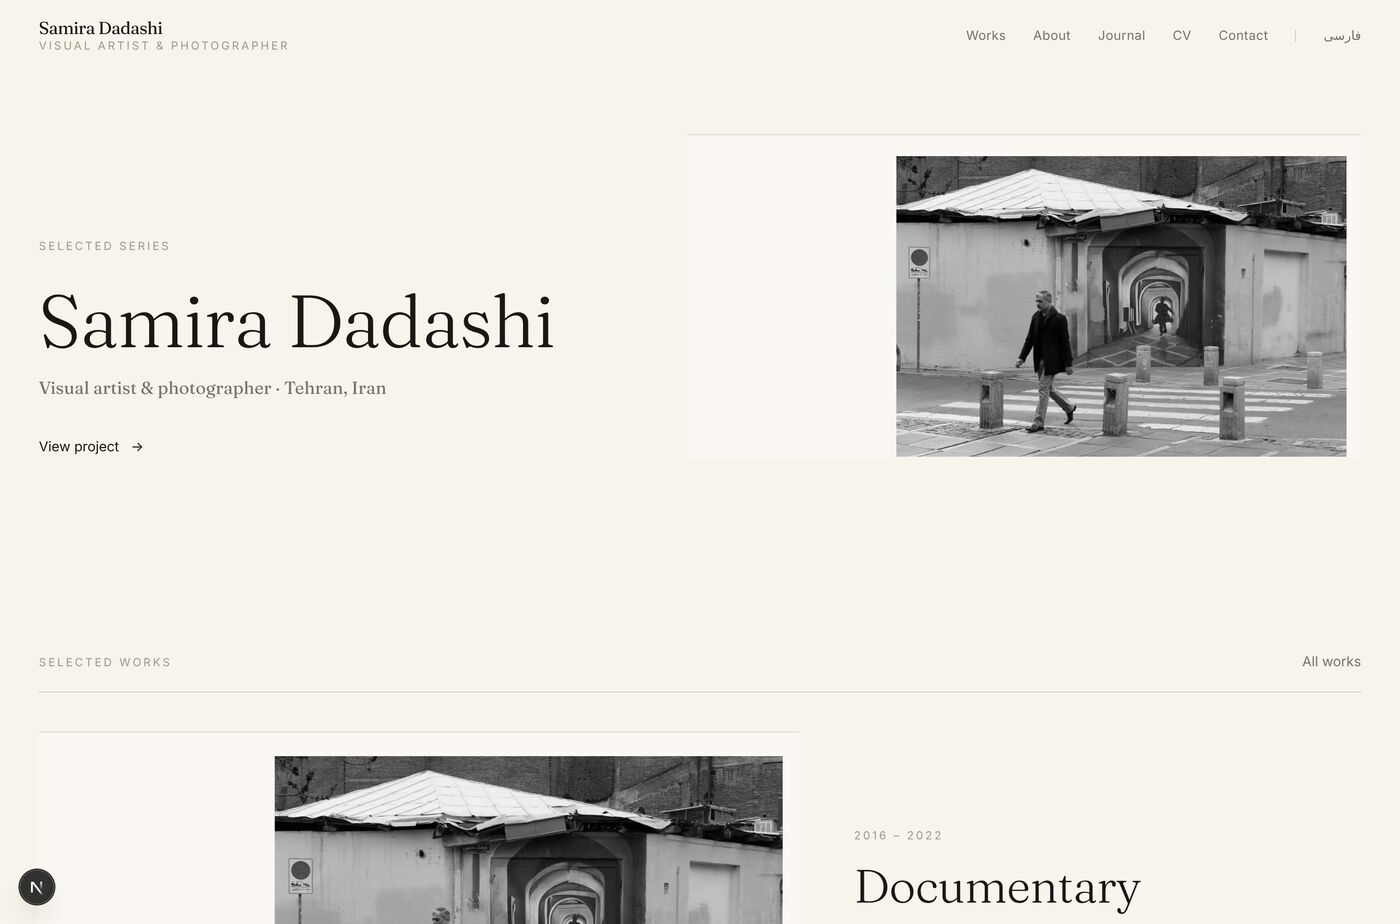 Samira Dadashi
VISUAL ARTIST & PHOTOGRAPHER
Works About Journal CV Contact | فارسی
SELECTED SERIES
Samira Dadashi
Visual artist & photographer · Tehran, Iran
View project →
SELECTED WORKS
All works
2016 – 2022
Documentary
N